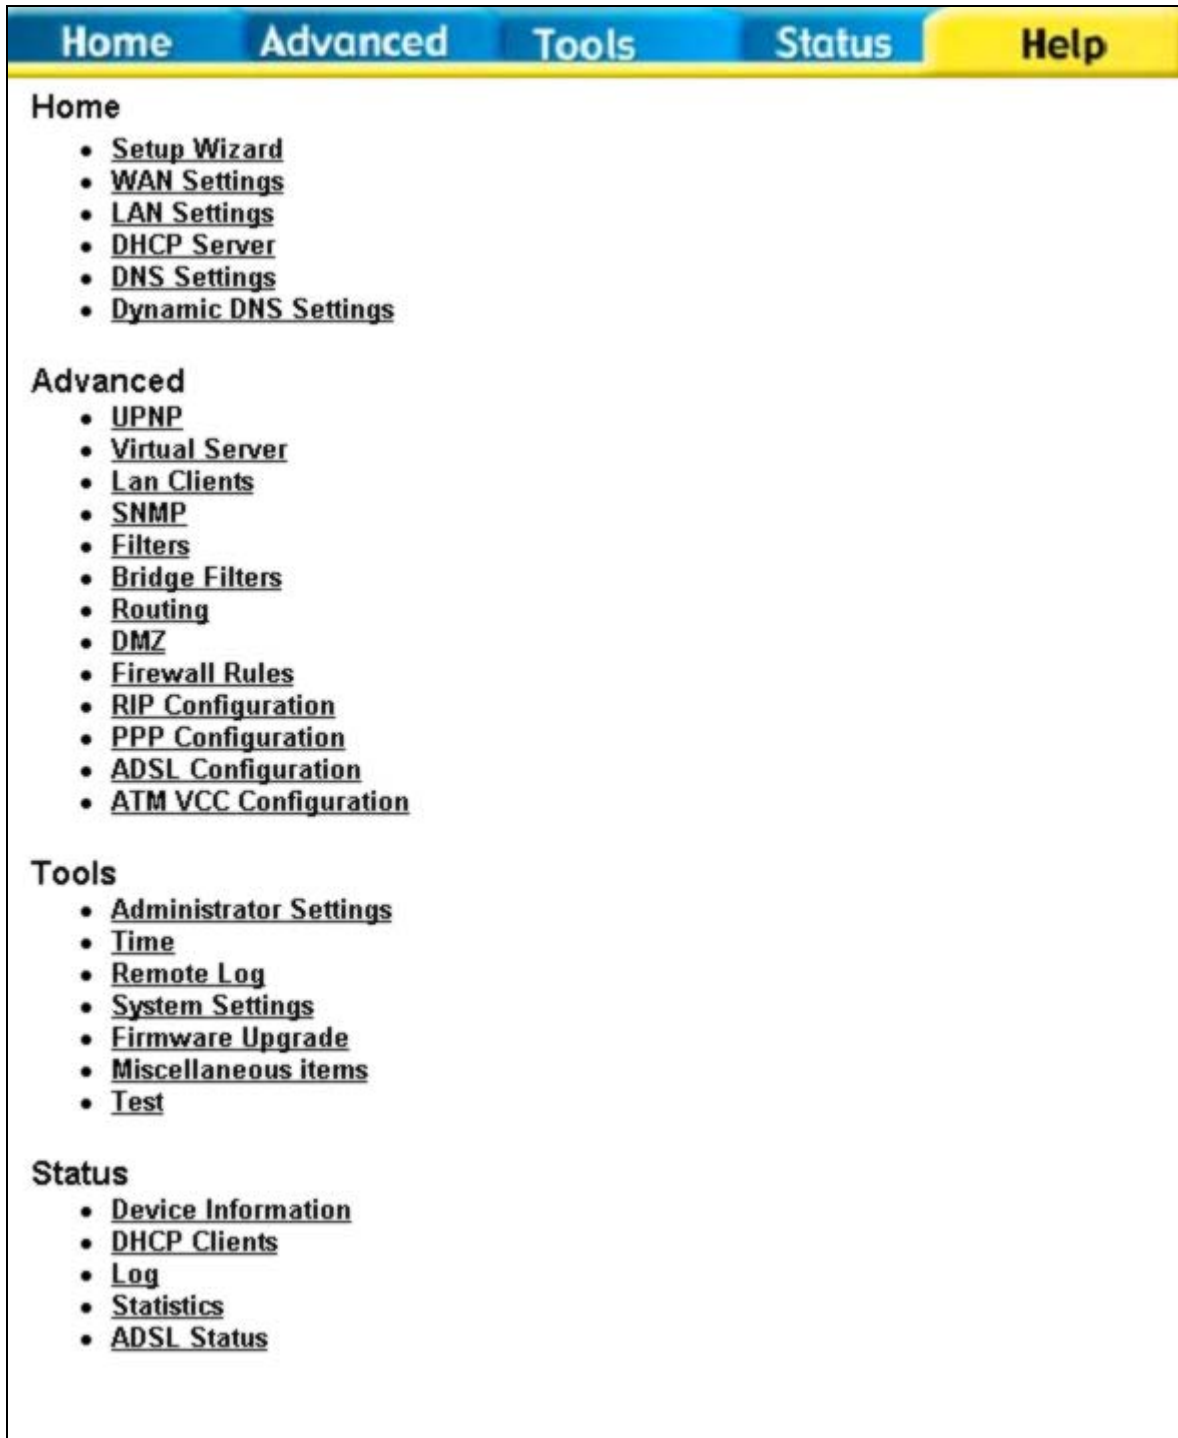 Home Advanced Tools Status Help
Home
• Setup Wizard
• WAN Settings
• LAN Settings
• DHCP Server
• DNS Settings
• Dynamic DNS Settings
Advanced
• UPNP
• Virtual Server
• Lan Clients
• SNMP
• Filters
• Bridge Filters
• Routing
• DMZ
• Firewall Rules
• RIP Configuration
• PPP Configuration
• ADSL Configuration
• ATM VCC Configuration
Tools
• Administrator Settings
• Time
• Remote Log
• System Settings
• Firmware Upgrade
• Miscellaneous items
• Test
Status
• Device Information
• DHCP Clients
• Log
• Statistics
• ADSL Status